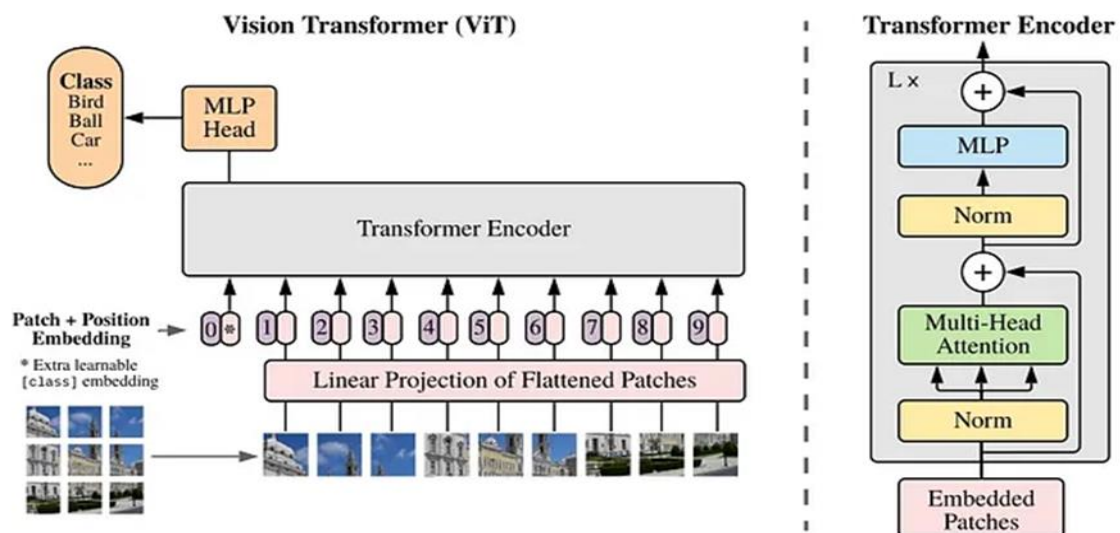 Vision Transformer (ViT)
Class
Bird
Ball
Car
...
MLP
Head
Transformer Encoder
Patch + Position
Embedding
0 * 1 2 3 4 5 6 7 8 9
* Extra learnable
[class] embedding
Linear Projection of Flattened Patches
Transformer Encoder
L ×
+
MLP
Norm
+
Multi-Head
Attention
Norm
Embedded
Patches